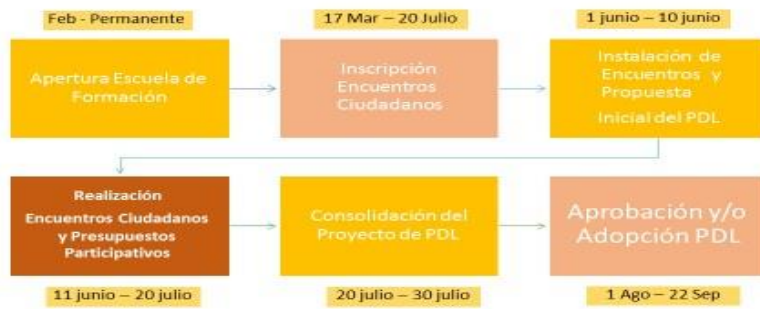 Feb - Permanente
17 Mar – 20 Julio
1 junio – 10 junio
Apertura Escuela de
Formación
Inscripción
Encuentros
Ciudadanos
Instalación de
Encuentros y
Propuesta
Inicial del PDL
Realización
Encuentros Ciudadanos
y Presupuestos
Participativos
Consolidación del
Proyecto de PDL
Aprobación y/o
Adopción PDL
11 junio – 20 julio
20 julio – 30 julio
1 Ago – 22 Sep